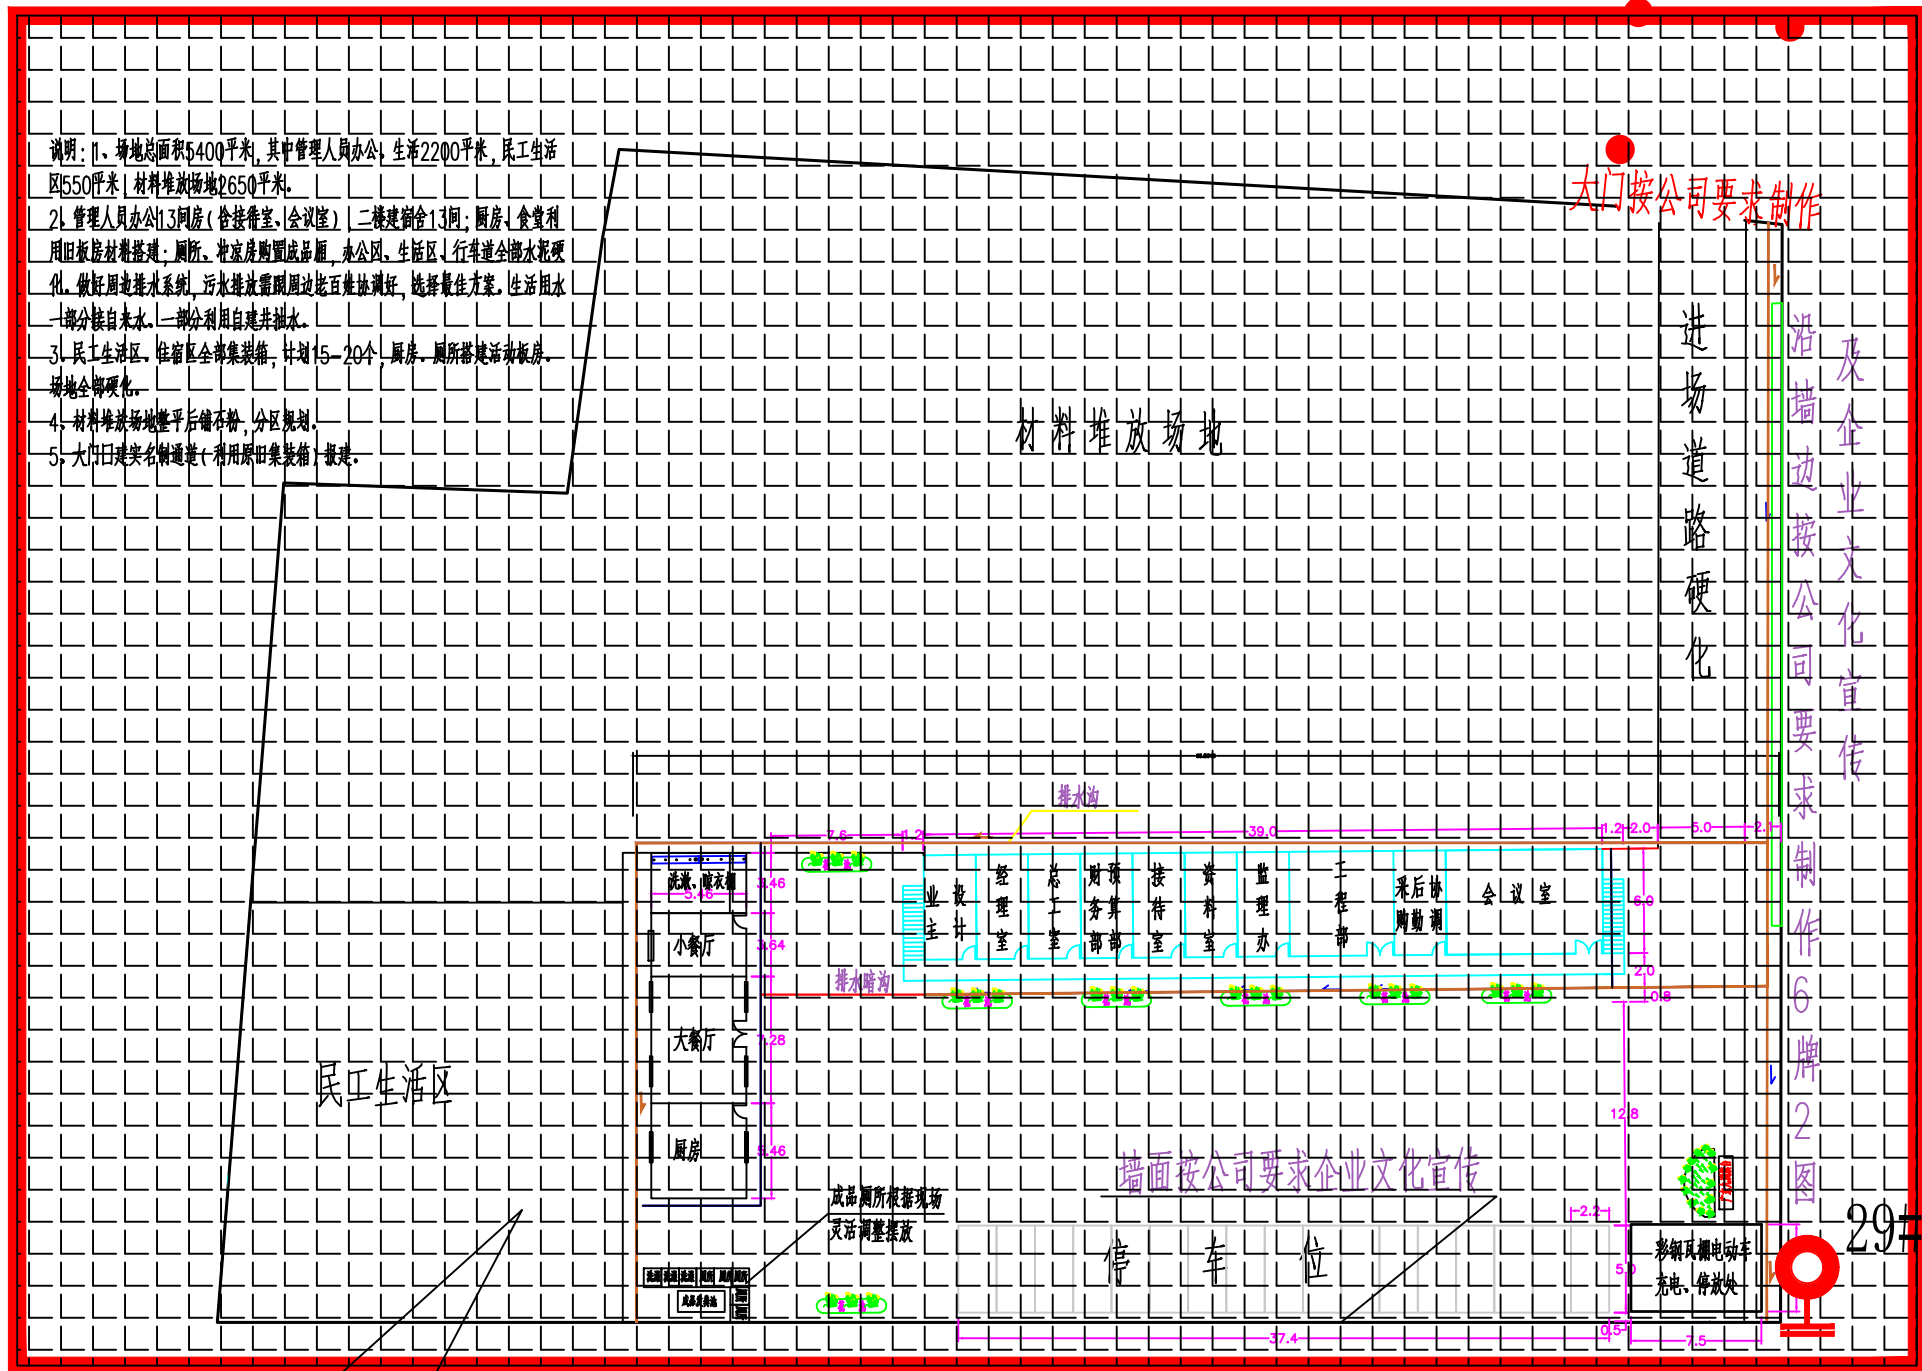 说明：1、场地总面积5400平米，其中管理人员办公、生活2200平米，民工生活
区550平米，材料堆放场地2650平米。
2、管理人员办公13间房（含接待室、会议室），二楼建宿舍13间；厨房、食堂利
用旧板房材料搭建；厕所、冲凉房购置成品厢，办公区、生活区、行车道全部水泥硬
化。做好周边排水系统，污水排放需跟周边老百姓协调好，选择最佳方案。生活用水
一部分接自来水。一部分利用自建井抽水。
3、民工生活区。住宿区全部集装箱，计划15-20个，厨房。厕所搭建活动板房。
场地全部硬化。
4、材料堆放场地整平后铺石粉，分区规划。
5、大门口建实名制通道（利用原旧集装箱）报建。
大门按公司要求制作
材料堆放场地
进场道路硬化
沿墙边按公司要求制作6牌2图
及企业文化宣传
排水沟
7.6
1.2
39.0
1.2
2.0
5.0
2.1
洗漱、晾衣棚
5.46
3.46
小餐厅
3.64
大餐厅
7.28
厨房
5.46
业主
设计
经理室
总工室
财务部
预算部
接待室
资料室
监理办
工程部
采购
后勤
协调
会议室
6.0
2.0
0.8
排水暗沟
12.8
民工生活区
墙面按公司要求企业文化宣传
成品厕所根据现场
灵活调整摆放
停车位
2.2
5.0
彩钢瓦棚电动车
充电、停放处
29#
37.4
0.5
7.5